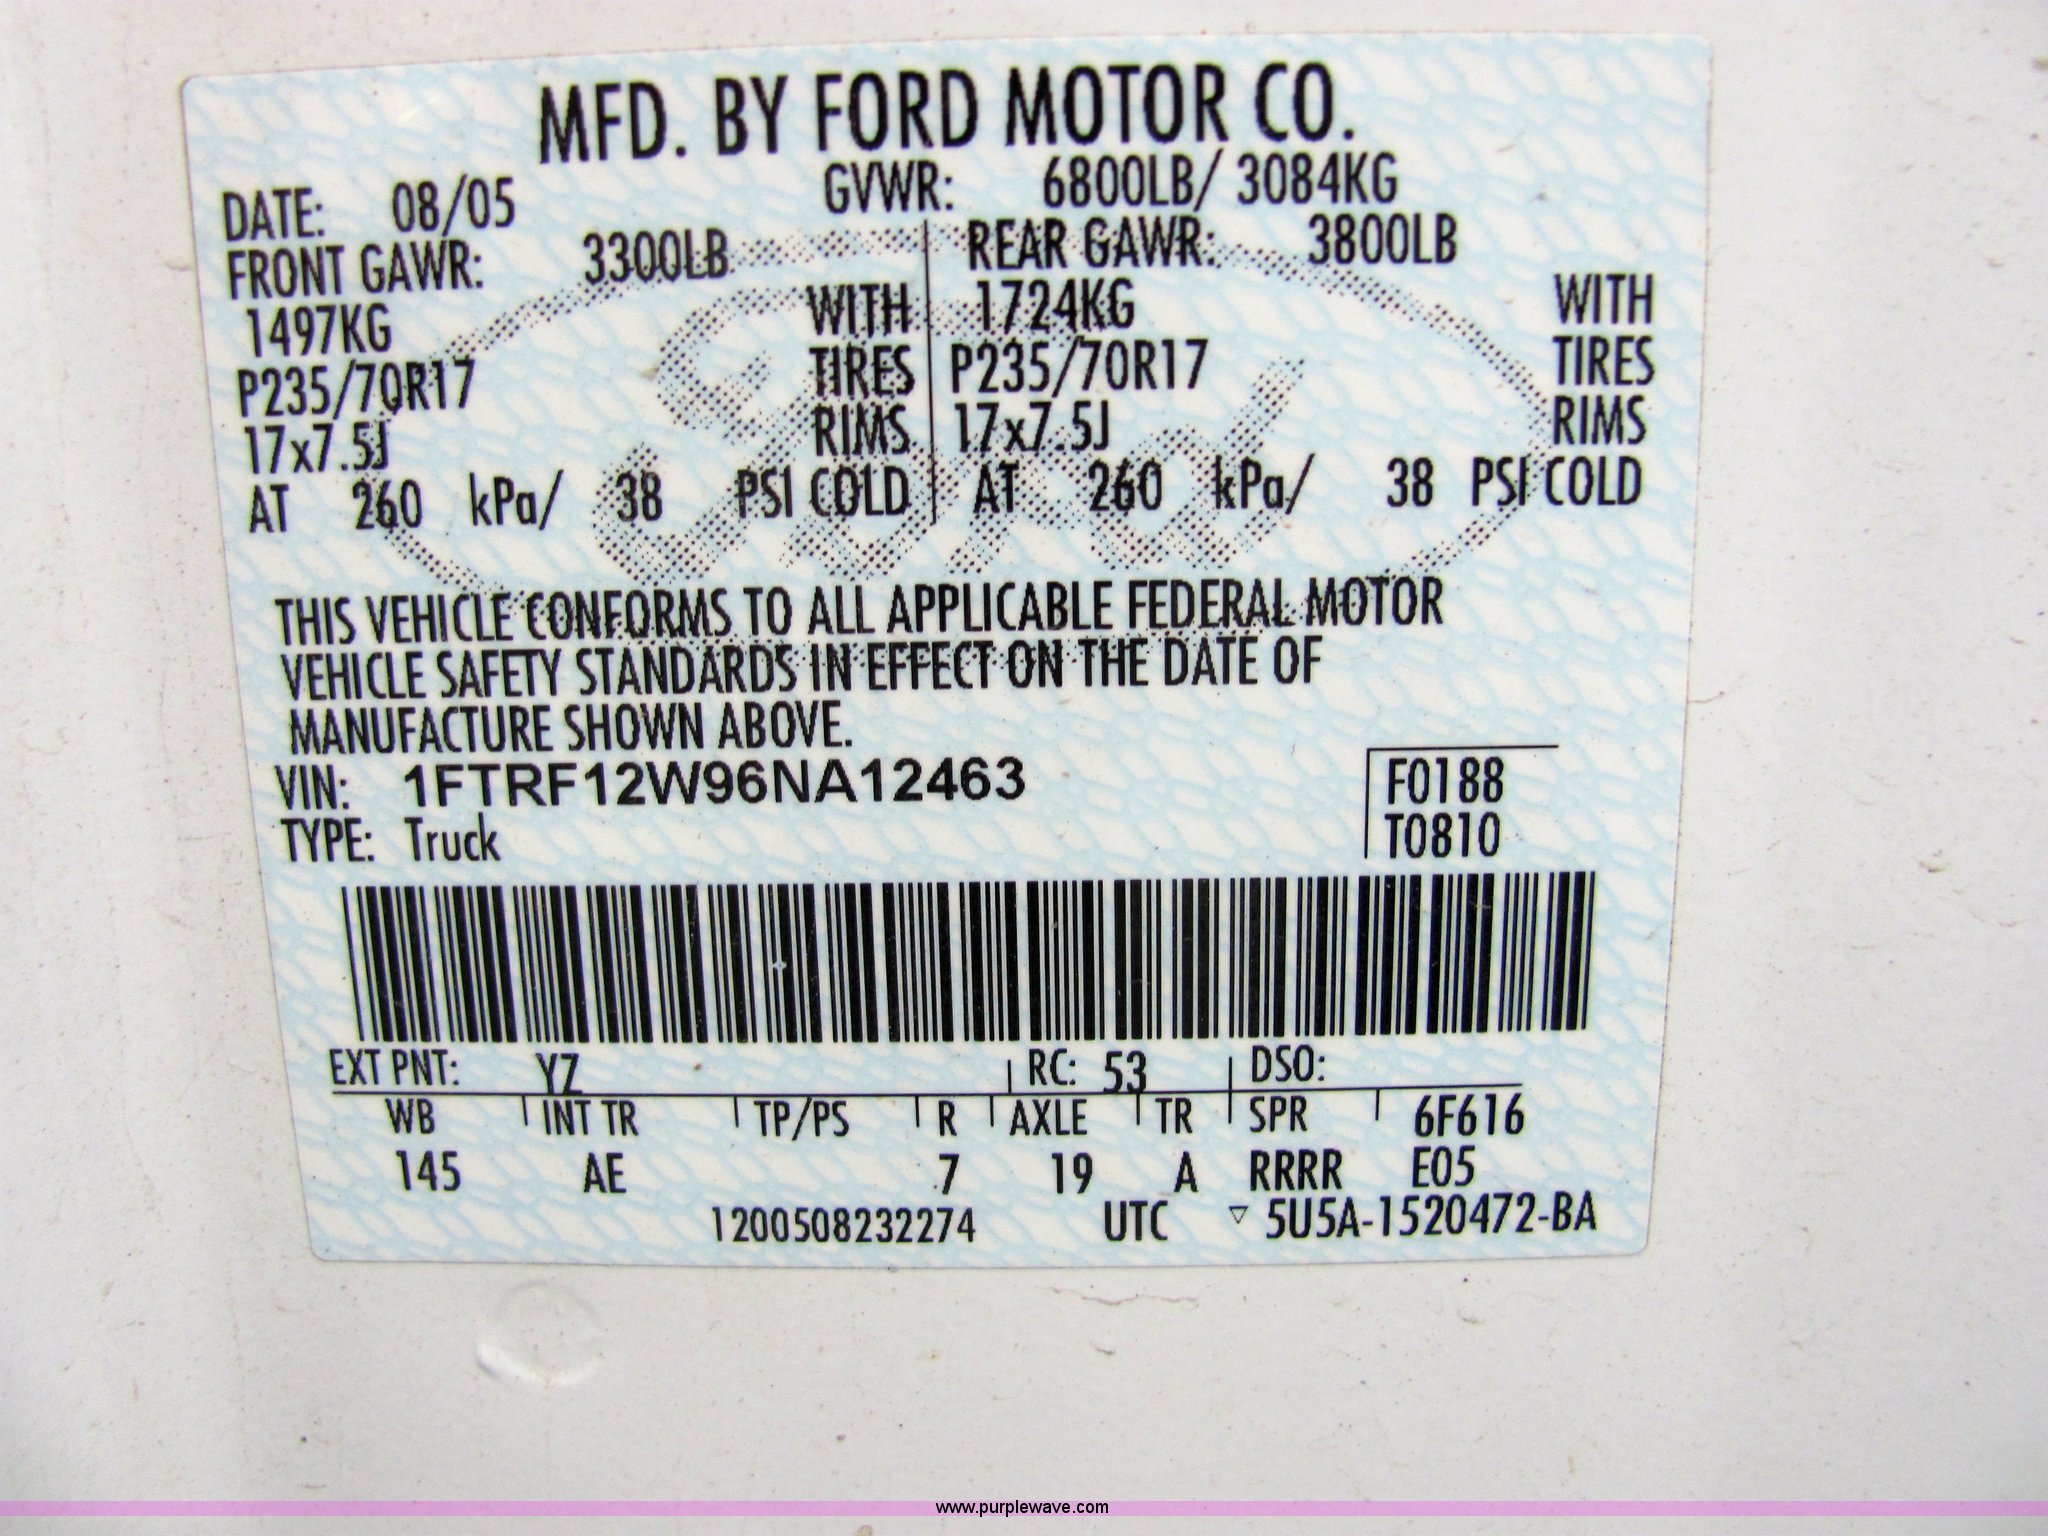 MFD. BY FORD MOTOR CO.
DATE: 08/05 GVWR: 6800LB/ 3084KG
FRONT GAWR: 3300LB REAR GAWR: 3800LB
1497KG WITH 1724KG WITH
P235/70R17 TIRES P235/70R17 TIRES
17x7.5J RIMS 17x7.5J RIMS
AT 260 kPa/ 38 PSI COLD AT 260 kPa/ 38 PSI COLD
Ford
THIS VEHICLE CONFORMS TO ALL APPLICABLE FEDERAL MOTOR
VEHICLE SAFETY STANDARDS IN EFFECT ON THE DATE OF
MANUFACTURE SHOWN ABOVE.
VIN: 1FTRF12W96NA12463 F0188
TYPE: Truck T0810
EXT PNT: YZ RC: 53 DSO:
WB INT TR TP/PS R AXLE TR SPR 6F616
145 AE 7 19 A RRRR E05
1200508232274 UTC ▽ 5U5A-1520472-BA
www.purplewave.com